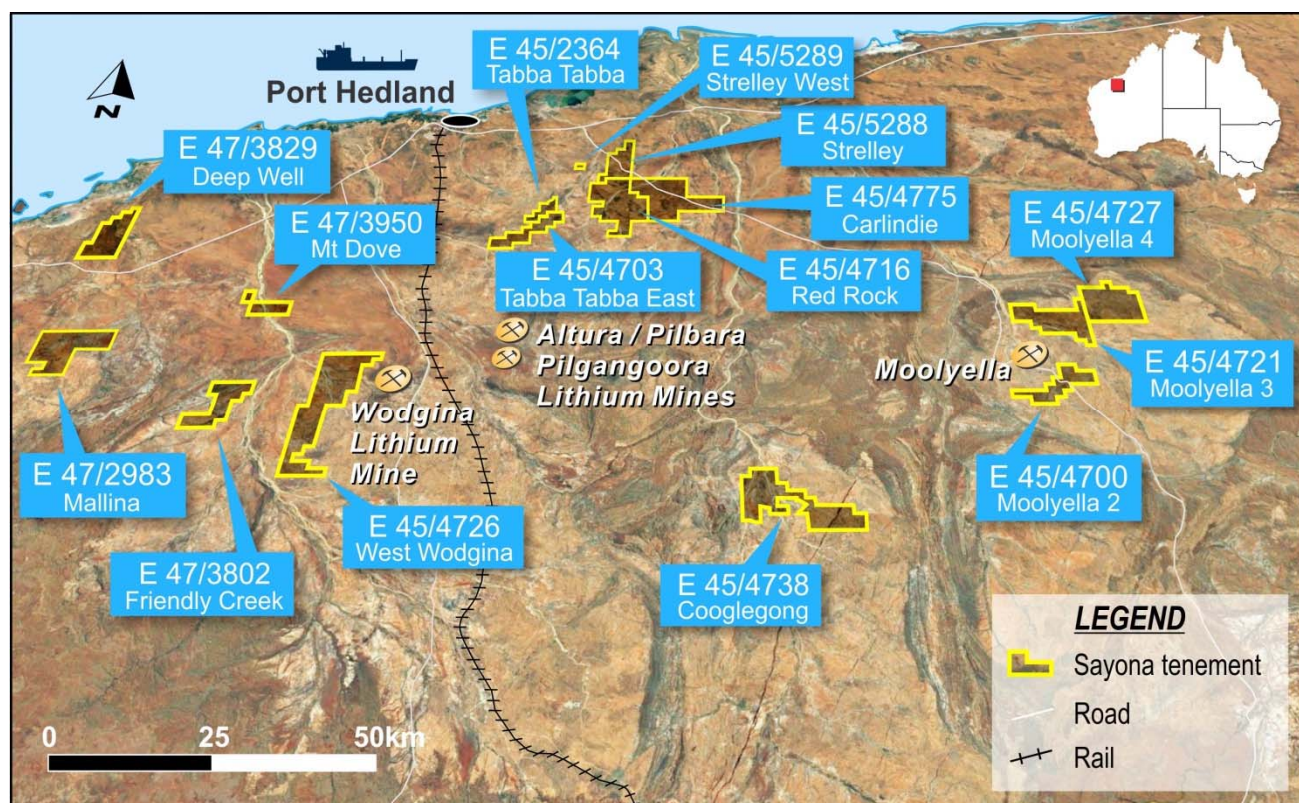 E 45/2364
Tabba Tabba
E 45/5289
Strelley West
Port Hedland
N
E 45/5288
Strelley
E 47/3829
Deep Well
E 47/3950
Mt Dove
E 45/4775
Carlindie
E 45/4727
Moolyella 4
E 45/4703
Tabba Tabba East
E 45/4716
Red Rock
Altura / Pilbara
Pilgangoora
Lithium Mines
Moolyella
E 45/4721
Moolyella 3
Wodgina
Lithium
Mine
E 47/2983
Mallina
E 45/4700
Moolyella 2
E 45/4726
West Wodgina
E 47/3802
Friendly Creek
E 45/4738
Cooglegong
LEGEND
Sayona tenement
Road
Rail
0 25 50km